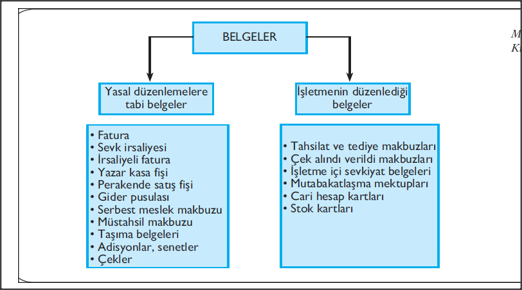 BELGELER
Yasal düzenlemelere
tabi belgeler
• Fatura
• Sevk irsaliyesi
• İrsaliyeli fatura
• Yazar kasa fişi
• Perakende satış fişi
• Gider pusulası
• Serbest meslek makbuzu
• Müstahsil makbuzu
• Taşıma belgeleri
• Adisyonlar, senetler
• Çekler
İşletmenin düzenlediği
belgeler
• Tahsilat ve tediye makbuzları
• Çek alındı verildi makbuzları
• İşletme içi sevkiyat belgeleri
• Mutabakatlaşma mektupları
• Cari hesap kartları
• Stok kartları